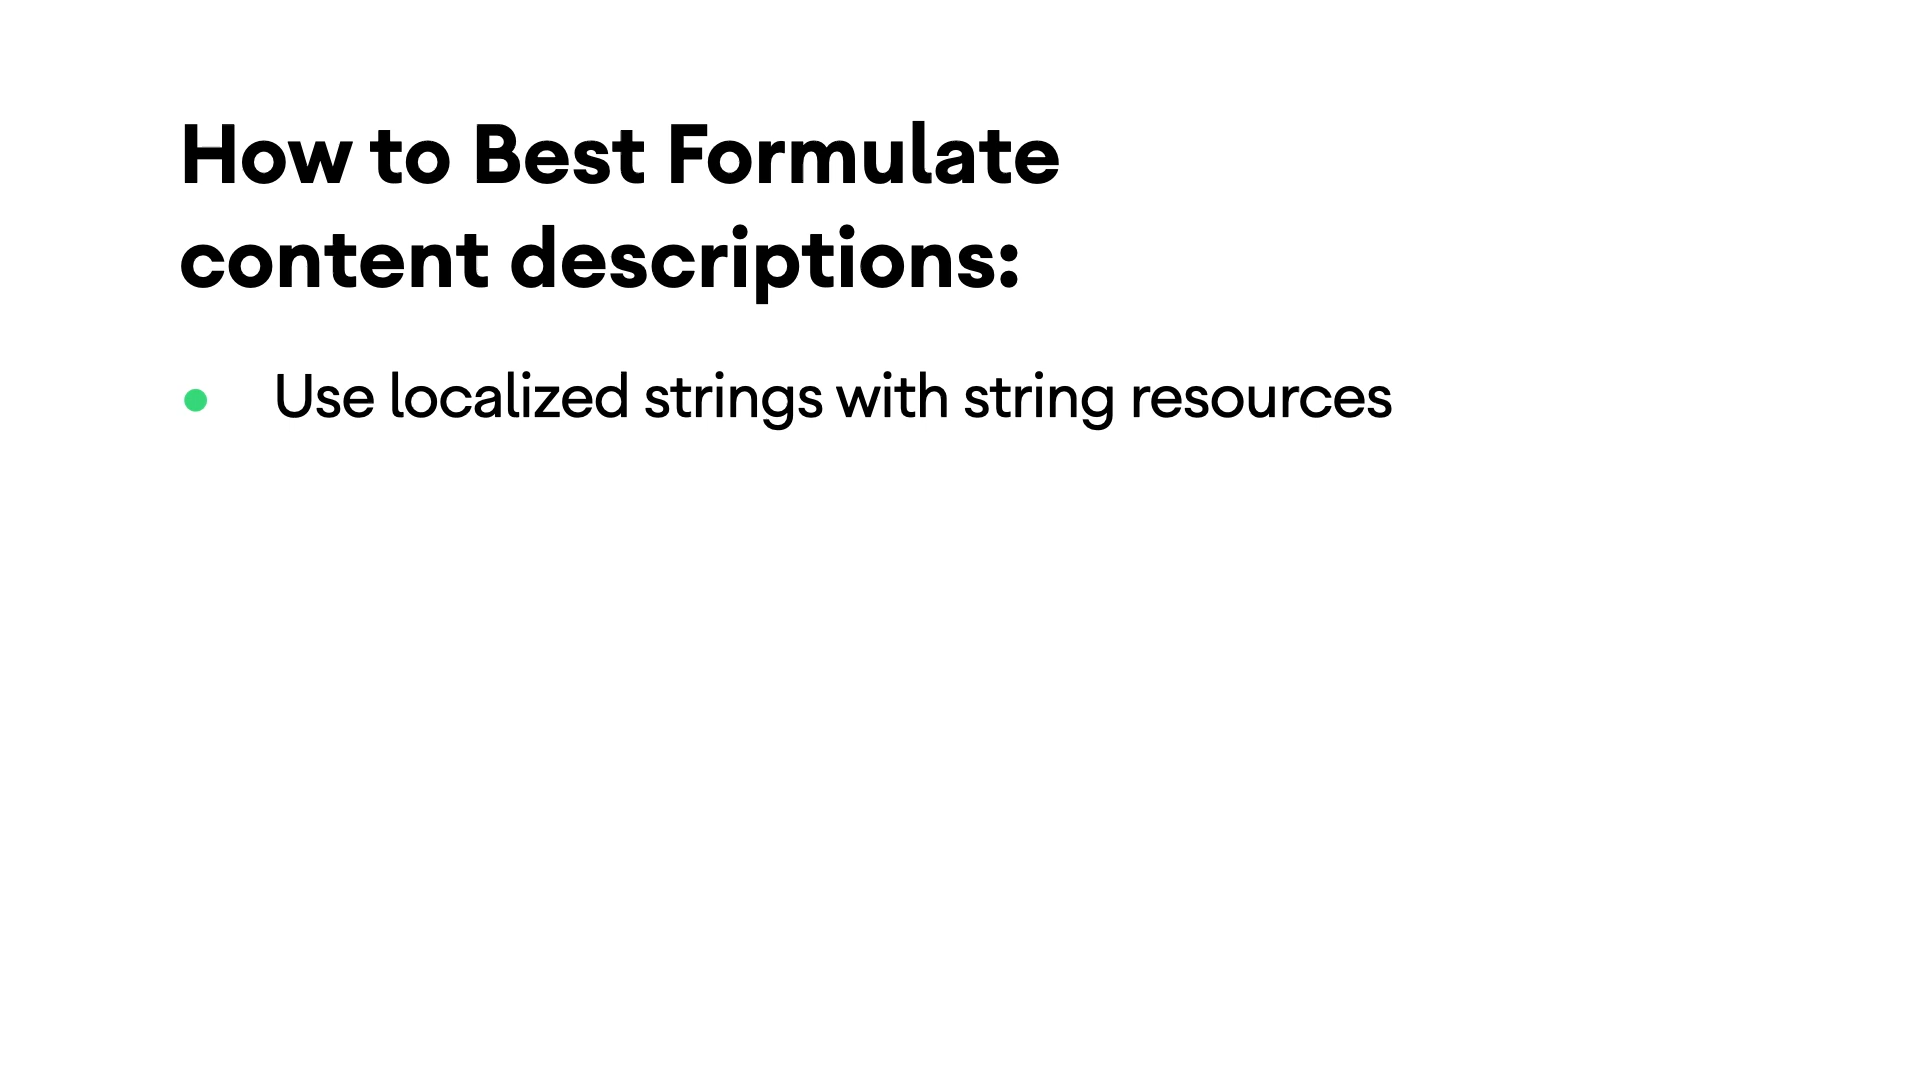 How to Best Formulate
content descriptions:
Use localized strings with string resources